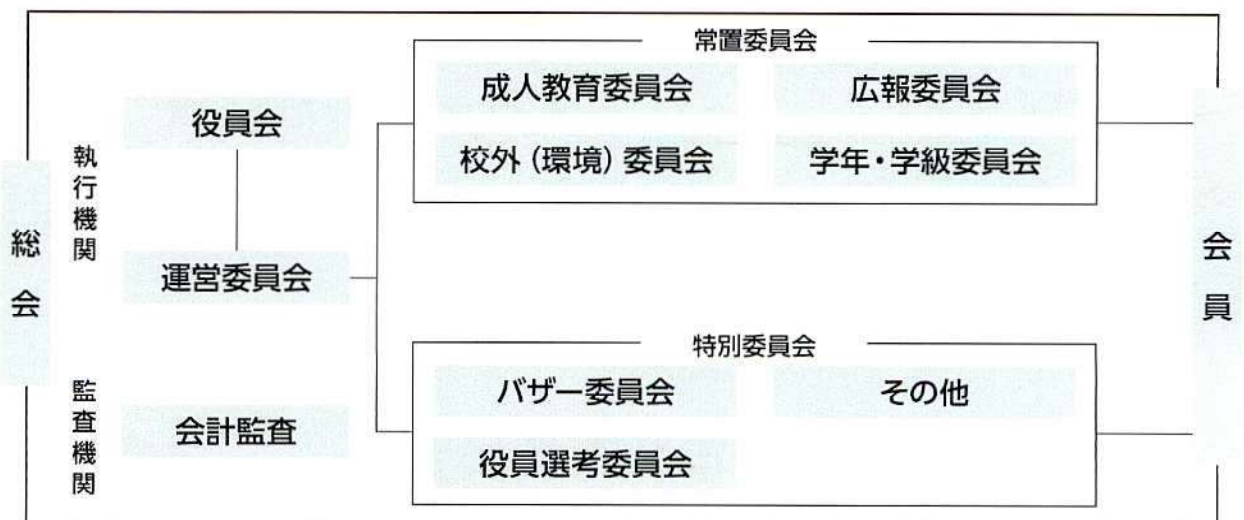 総会
執行機関
監査機関
役員会
運営委員会
会計監査
常置委員会
成人教育委員会
広報委員会
校外(環境)委員会
学年・学級委員会
特別委員会
バザー委員会
その他
役員選考委員会
会員